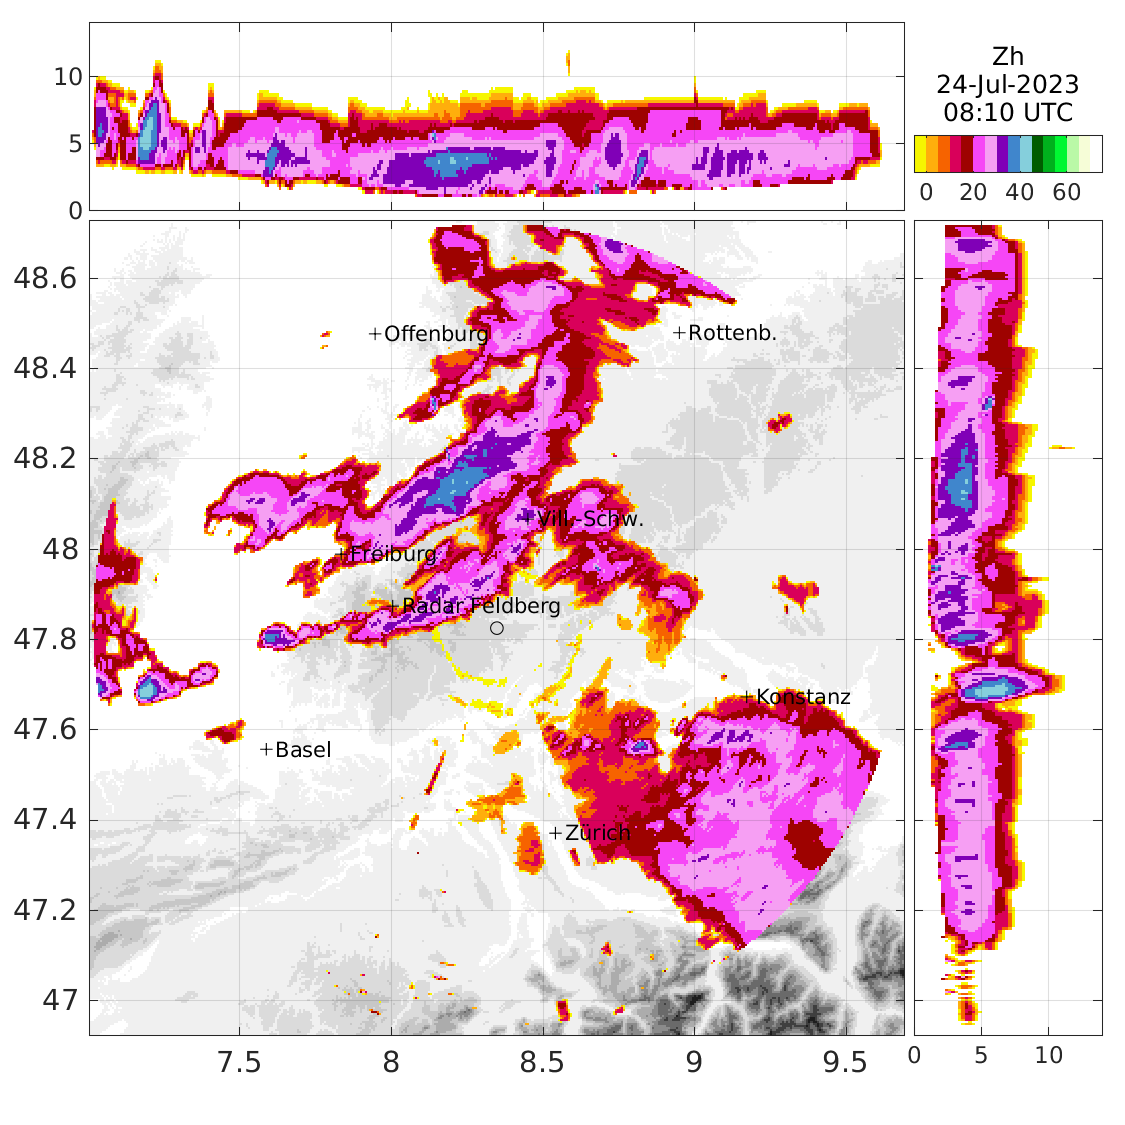 Zh
24-Jul-2023
08:10 UTC
10
5
0
0 20 40 60
48.6
48.4
48.2
48
47.8
47.6
47.4
47.2
47
+Offenburg
+Rottenb.
+Vill.-Schw.
+Freiburg
+Radar Feldberg
+Konstanz
+Basel
+Zürich
7.5 8 8.5 9 9.5
0 5 10